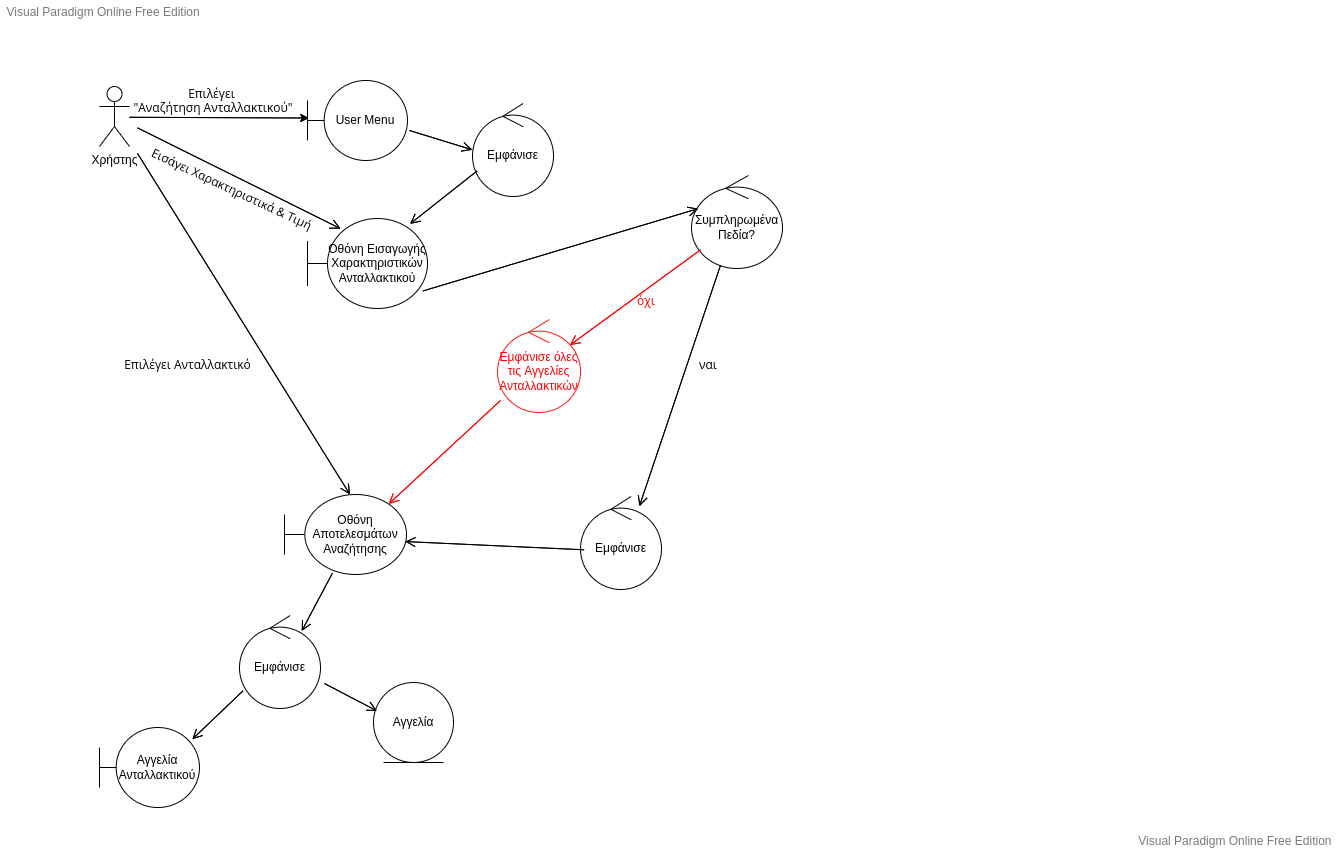 Visual Paradigm Online Free Edition
Επιλέγει
"Αναζήτηση Ανταλλακτικού"
User Menu
Χρήστης
Εμφάνισε
Εισάγει Χαρακτηριστικά & Τιμή
Συμπληρωμένα
Πεδία?
Οθόνη Εισαγωγής
Χαρακτηριστικών
Ανταλλακτικού
όχι
Εμφάνισε όλες
τις Αγγελίες
Ανταλλακτικών
Επιλέγει Ανταλλακτικό
ναι
Οθόνη
Αποτελεσμάτων
Αναζήτησης
Εμφάνισε
Εμφάνισε
Αγγελία
Αγγελία
Ανταλλακτικού
Visual Paradigm Online Free Edition